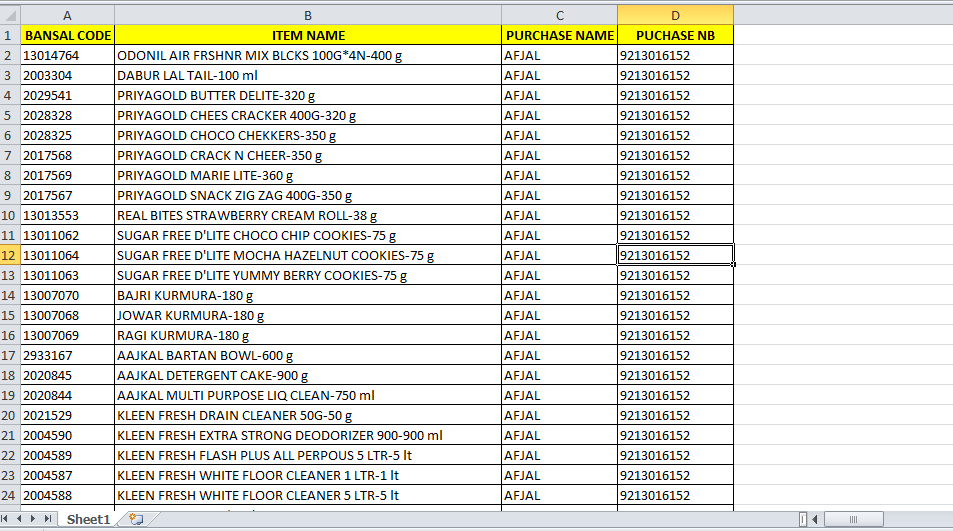 A B C D
1 BANSAL CODE ITEM NAME PURCHASE NAME PUCHASE NB
2 13014764 ODONIL AIR FRSHNR MIX BLCKS 100G*4N-400 g AFJAL 9213016152
3 2003304 DABUR LAL TAIL-100 ml AFJAL 9213016152
4 2029541 PRIYAGOLD BUTTER DELITE-320 g AFJAL 9213016152
5 2028328 PRIYAGOLD CHEES CRACKER 400G-320 g AFJAL 9213016152
6 2028325 PRIYAGOLD CHOCO CHEKKERS-350 g AFJAL 9213016152
7 2017568 PRIYAGOLD CRACK N CHEER-350 g AFJAL 9213016152
8 2017569 PRIYAGOLD MARIE LITE-360 g AFJAL 9213016152
9 2017567 PRIYAGOLD SNACK ZIG ZAG 400G-350 g AFJAL 9213016152
10 13013553 REAL BITES STRAWBERRY CREAM ROLL-38 g AFJAL 9213016152
11 13011062 SUGAR FREE D'LITE CHOCO CHIP COOKIES-75 g AFJAL 9213016152
12 13011064 SUGAR FREE D'LITE MOCHA HAZELNUT COOKIES-75 g AFJAL 9213016152
13 13011063 SUGAR FREE D'LITE YUMMY BERRY COOKIES-75 g AFJAL 9213016152
14 13007070 BAJRI KURMURA-180 g AFJAL 9213016152
15 13007068 JOWAR KURMURA-180 g AFJAL 9213016152
16 13007069 RAGI KURMURA-180 g AFJAL 9213016152
17 2933167 AAJKAL BARTAN BOWL-600 g AFJAL 9213016152
18 2020845 AAJKAL DETERGENT CAKE-900 g AFJAL 9213016152
19 2020844 AAJKAL MULTI PURPOSE LIQ CLEAN-750 ml AFJAL 9213016152
20 2021529 KLEEN FRESH DRAIN CLEANER 50G-50 g AFJAL 9213016152
21 2004590 KLEEN FRESH EXTRA STRONG DEODORIZER 900-900 ml AFJAL 9213016152
22 2004589 KLEEN FRESH FLASH PLUS ALL PERPOUS 5 LTR-5 lt AFJAL 9213016152
23 2004587 KLEEN FRESH WHITE FLOOR CLEANER 1 LTR-1 lt AFJAL 9213016152
24 2004588 KLEEN FRESH WHITE FLOOR CLEANER 5 LTR-5 lt AFJAL 9213016152
Sheet1